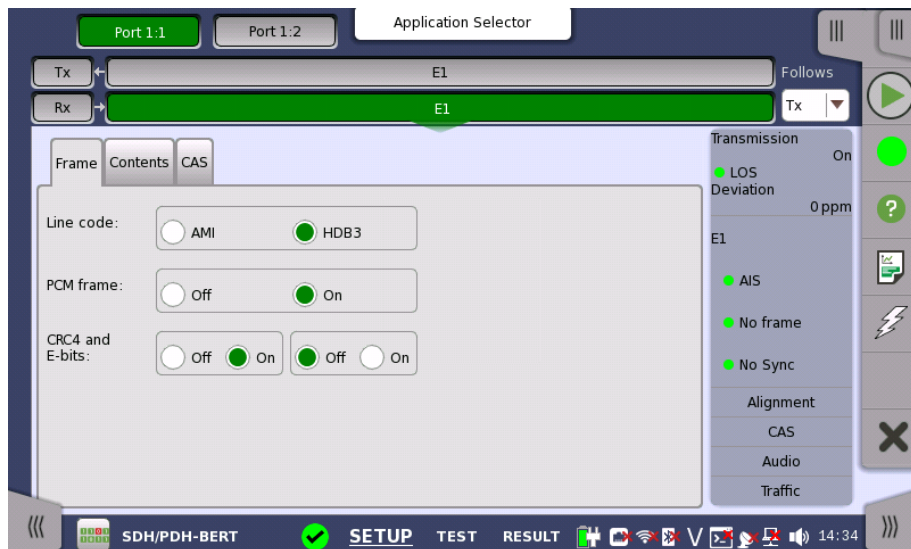 Application Selector
Port 1:1
Port 1:2
Tx
E1
Follows
Rx
E1
Tx
Frame
Contents
CAS
Line code:
AMI
HDB3
PCM frame:
Off
On
CRC4 and
E-bits:
Off
On
Off
On
Transmission
On
LOS
Deviation
0 ppm
E1
AIS
No frame
No Sync
Alignment
CAS
Audio
Traffic
SDH/PDH-BERT
SETUP
TEST
RESULT
V
14:34